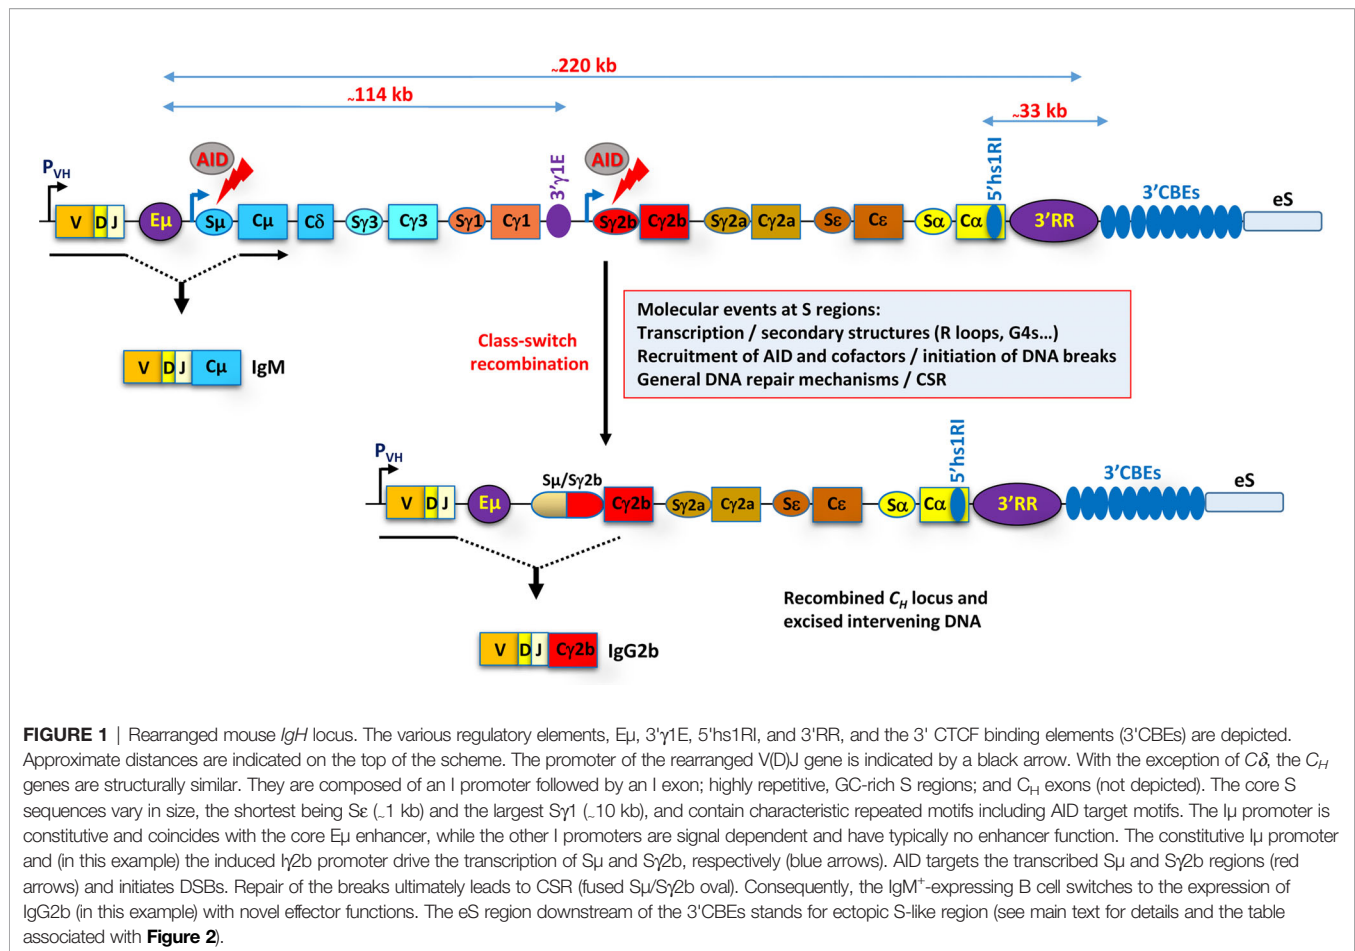 ~220 kb
~114 kb
~33 kb
PVH
AID
3'γ1E
AID
5'hs1RI
3'CBEs
eS
V D J Eμ Sμ Cμ Cδ Sγ3 Cγ3 Sγ1 Cγ1 Sγ2b Cγ2b Sγ2a Cγ2a Sε Cε Sα Cα 3'RR
Class-switch
recombination
Molecular events at S regions:
Transcription / secondary structures (R loops, G4s...)
Recruitment of AID and cofactors / initiation of DNA breaks
General DNA repair mechanisms / CSR
V D J Cμ IgM
PVH
5'hs1RI
3'CBEs
eS
Sμ/Sγ2b
V D J Eμ Cγ2b Sγ2a Cγ2a Sε Cε Sα Cα 3'RR
Recombined CH locus and
excised intervening DNA
V D J Cγ2b IgG2b
FIGURE 1 | Rearranged mouse IgH locus. The various regulatory elements, Eμ, 3'γ1E, 5'hs1RI, and 3'RR, and the 3' CTCF binding elements (3'CBEs) are depicted.
Approximate distances are indicated on the top of the scheme. The promoter of the rearranged V(D)J gene is indicated by a black arrow. With the exception of Cδ, the CH
genes are structurally similar. They are composed of an I promoter followed by an I exon; highly repetitive, GC-rich S regions; and CH exons (not depicted). The core S
sequences vary in size, the shortest being Sε (~1 kb) and the largest Sγ1 (~10 kb), and contain characteristic repeated motifs including AID target motifs. The Iμ promoter is
constitutive and coincides with the core Eμ enhancer, while the other I promoters are signal dependent and have typically no enhancer function. The constitutive Iμ promoter
and (in this example) the induced Iγ2b promoter drive the transcription of Sμ and Sγ2b, respectively (blue arrows). AID targets the transcribed Sμ and Sγ2b regions (red
arrows) and initiates DSBs. Repair of the breaks ultimately leads to CSR (fused Sμ/Sγ2b oval). Consequently, the IgM+-expressing B cell switches to the expression of
IgG2b (in this example) with novel effector functions. The eS region downstream of the 3'CBEs stands for ectopic S-like region (see main text for details and the table
associated with Figure 2).